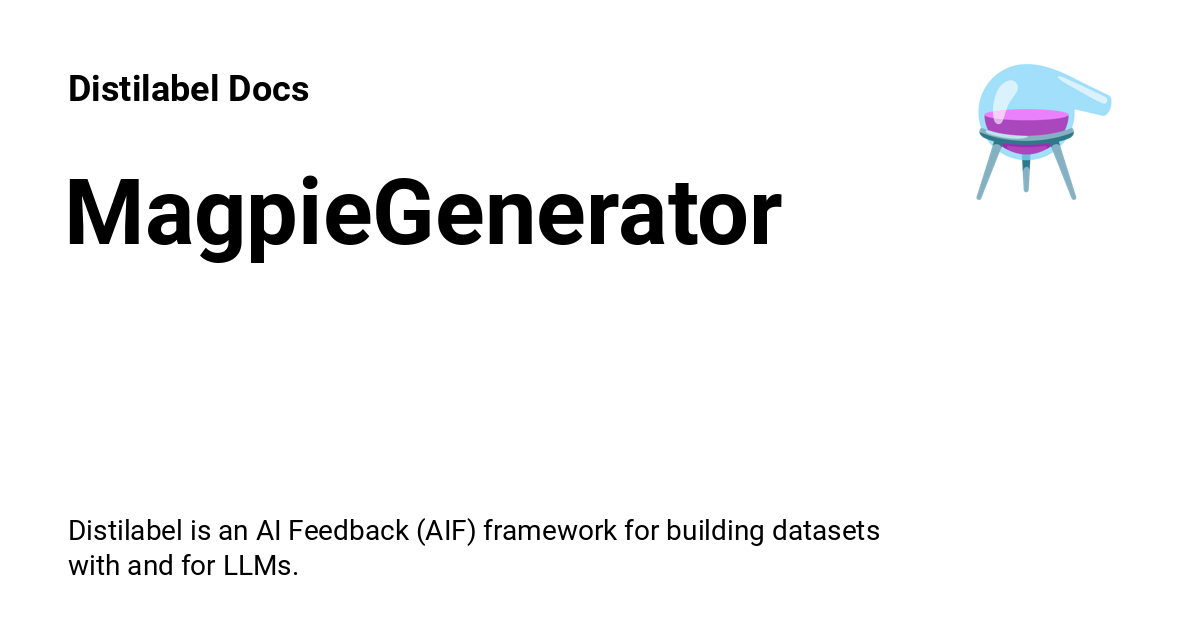 Distilabel Docs
MagpieGenerator
Distilabel is an AI Feedback (AIF) framework for building datasets
with and for LLMs.